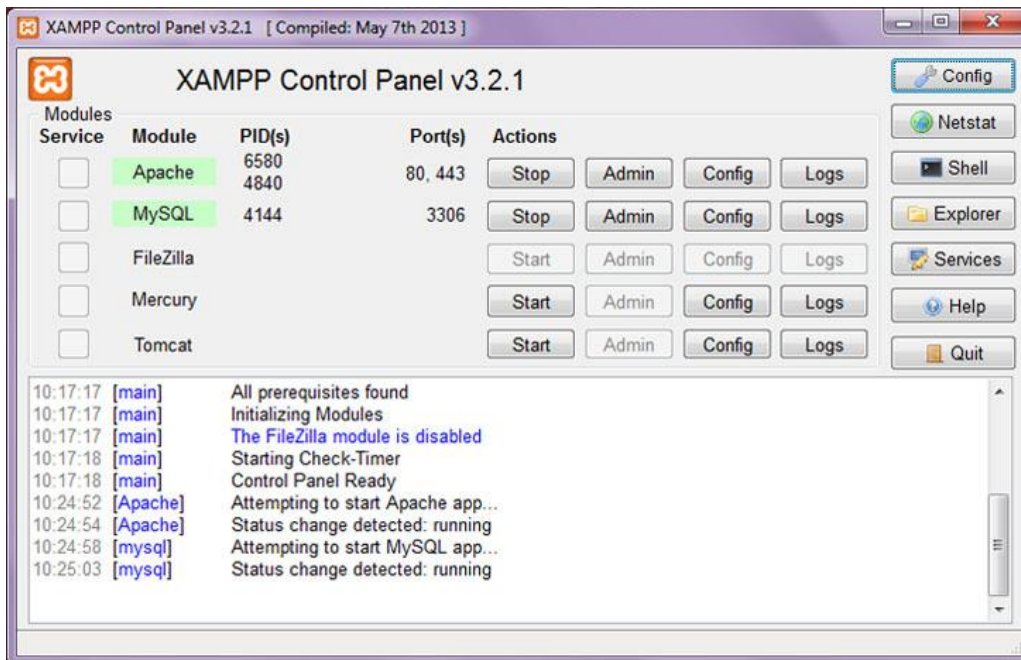 XAMPP Control Panel v3.2.1 [ Compiled: May 7th 2013 ]
XAMPP Control Panel v3.2.1
Config
Modules
Netstat
Service Module PID(s) Port(s) Actions
Apache 6580 4840 80, 443 Stop Admin Config Logs
Shell
MySQL 4144 3306 Stop Admin Config Logs
Explorer
FileZilla Start Admin Config Logs
Services
Mercury Start Admin Config Logs
Help
Tomcat Start Admin Config Logs
Quit
10:17:17 [main] All prerequisites found
10:17:17 [main] Initializing Modules
10:17:17 [main] The FileZilla module is disabled
10:17:18 [main] Starting Check-Timer
10:17:18 [main] Control Panel Ready
10:24:52 [Apache] Attempting to start Apache app...
10:24:54 [Apache] Status change detected: running
10:24:58 [mysql] Attempting to start MySQL app...
10:25:03 [mysql] Status change detected: running